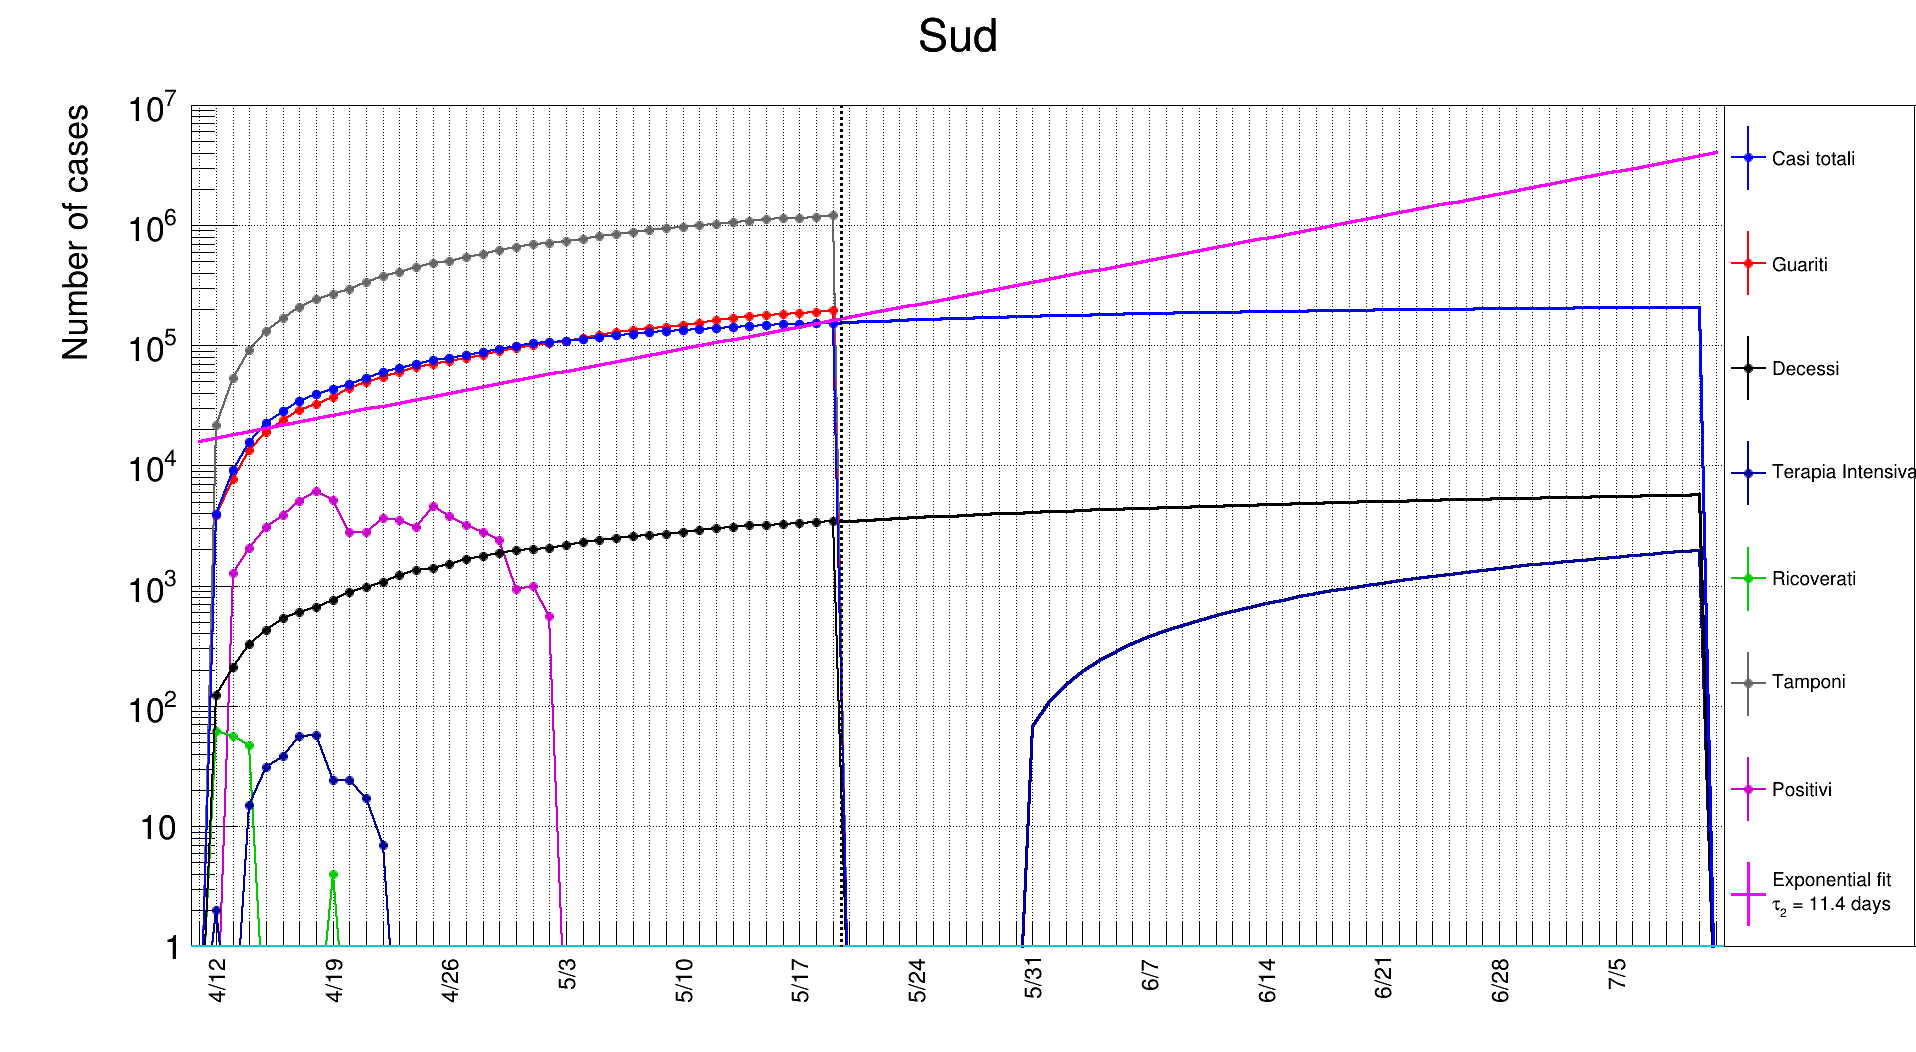 Sud
Number of cases
10^7
10^6
10^5
10^4
10^3
10^2
10
1
4/12 4/19 4/26 5/3 5/10 5/17 5/24 5/31 6/7 6/14 6/21 6/28 7/5
Casi totali
Guariti
Decessi
Terapia Intensiva
Ricoverati
Tamponi
Positivi
Exponential fit
τ_2 = 11.4 days